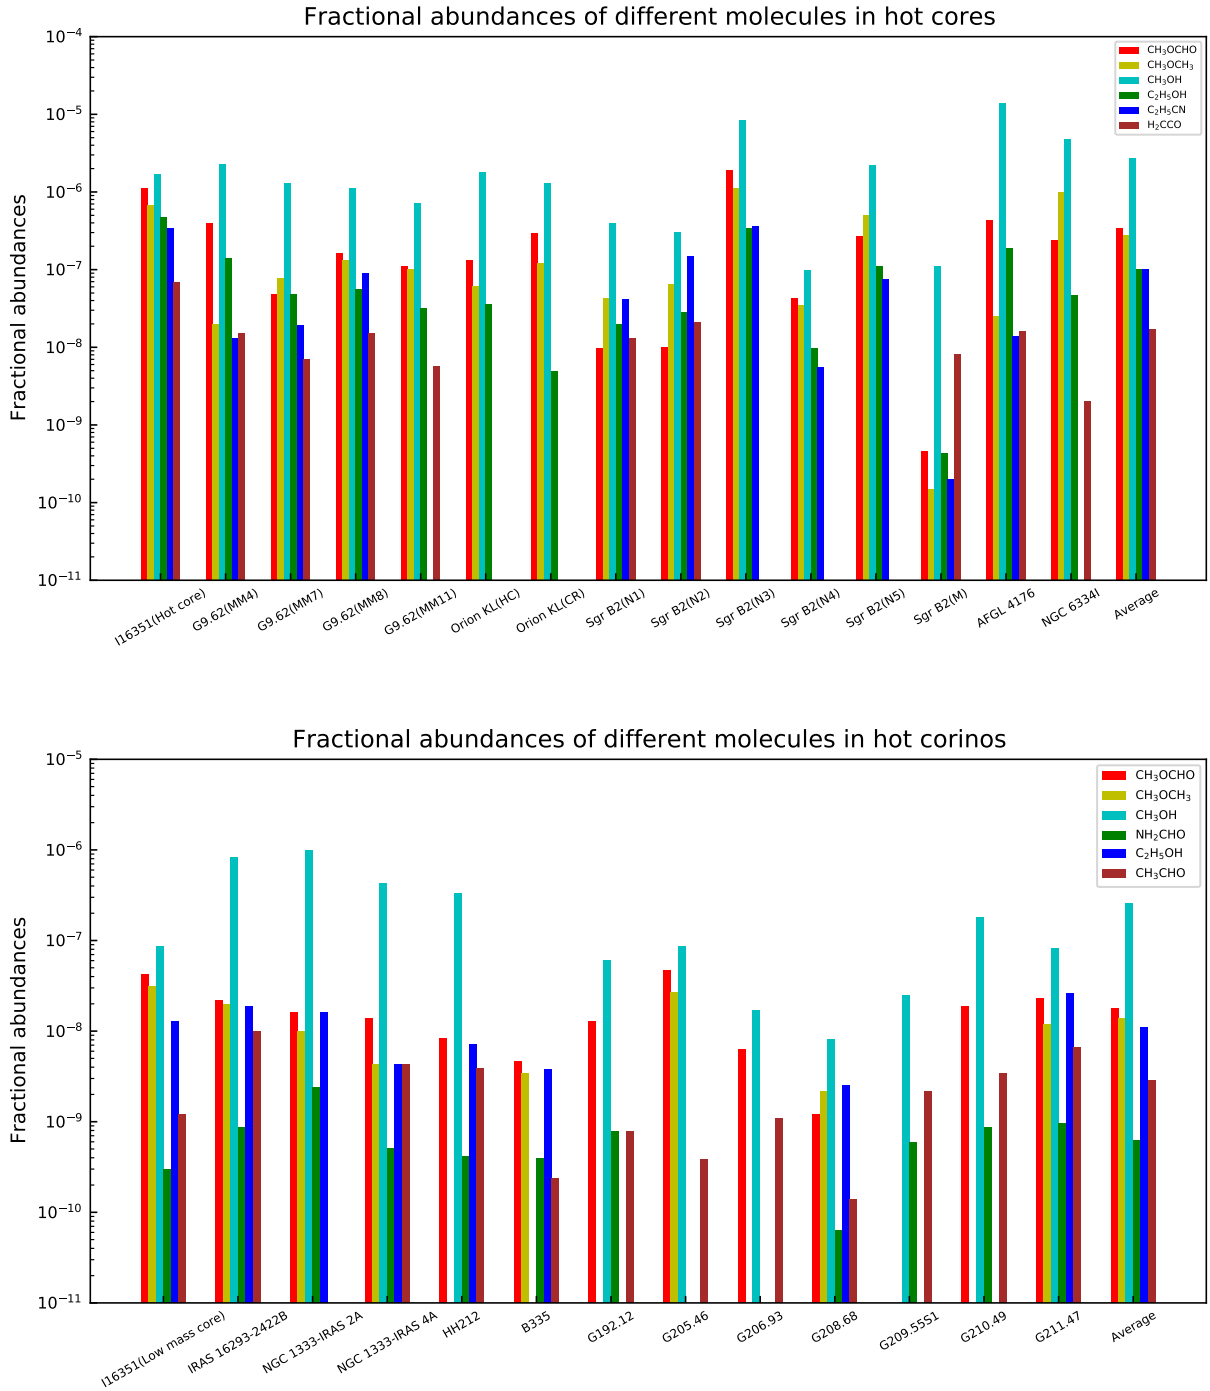 Fractional abundances of different molecules in hot cores
Fractional abundances
10⁻⁴
10⁻⁵
10⁻⁶
10⁻⁷
10⁻⁸
10⁻⁹
10⁻¹⁰
10⁻¹¹
CH₃OCHO
CH₃OCH₃
CH₃OH
C₂H₅OH
C₂H₅CN
H₂CCO
I16351(Hot core)
G9.62(MM4)
G9.62(MM7)
G9.62(MM8)
G9.62(MM11)
Orion KL(HC)
Orion KL(CR)
Sgr B2(N1)
Sgr B2(N2)
Sgr B2(N3)
Sgr B2(N4)
Sgr B2(N5)
Sgr B2(M)
AFGL 4176
NGC 6334I
Average
Fractional abundances of different molecules in hot corinos
Fractional abundances
10⁻⁵
10⁻⁶
10⁻⁷
10⁻⁸
10⁻⁹
10⁻¹⁰
10⁻¹¹
CH₃OCHO
CH₃OCH₃
CH₃OH
NH₂CHO
C₂H₅OH
CH₃CHO
I16351(Low mass core)
IRAS 16293-2422B
NGC 1333-IRAS 2A
NGC 1333-IRAS 4A
HH212
B335
G192.12
G205.46
G206.93
G208.68
G209.55S1
G210.49
G211.47
Average